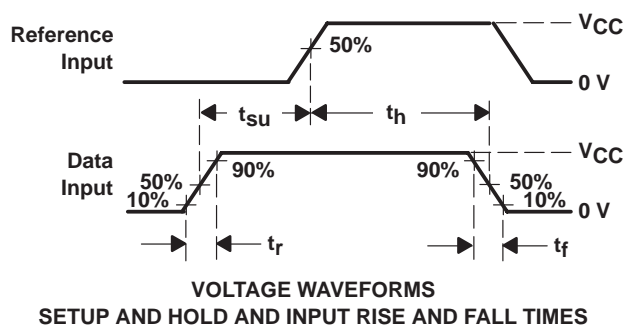 Reference
Input
50%
VCC
0 V
tsu
th
Data
Input
50%
10%
90%
90%
50%
10%
VCC
0 V
tr
tf
VOLTAGE WAVEFORMS
SETUP AND HOLD AND INPUT RISE AND FALL TIMES